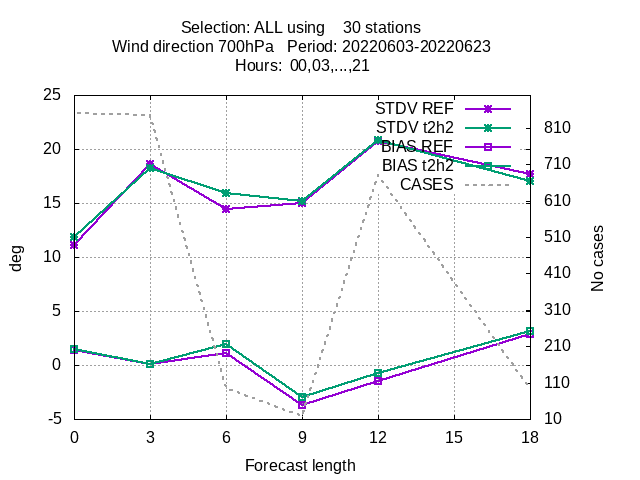 Selection: ALL using 30 stations
Wind direction 700hPa Period: 20220603-20220623
Hours: 00,03,...,21
25
20
15
10
5
0
-5
deg
STDV REF
STDV t2h2
BIAS REF
BIAS t2h2
CASES
810
710
610
510
410
310
210
110
10
No cases
0 3 6 9 12 15 18
Forecast length